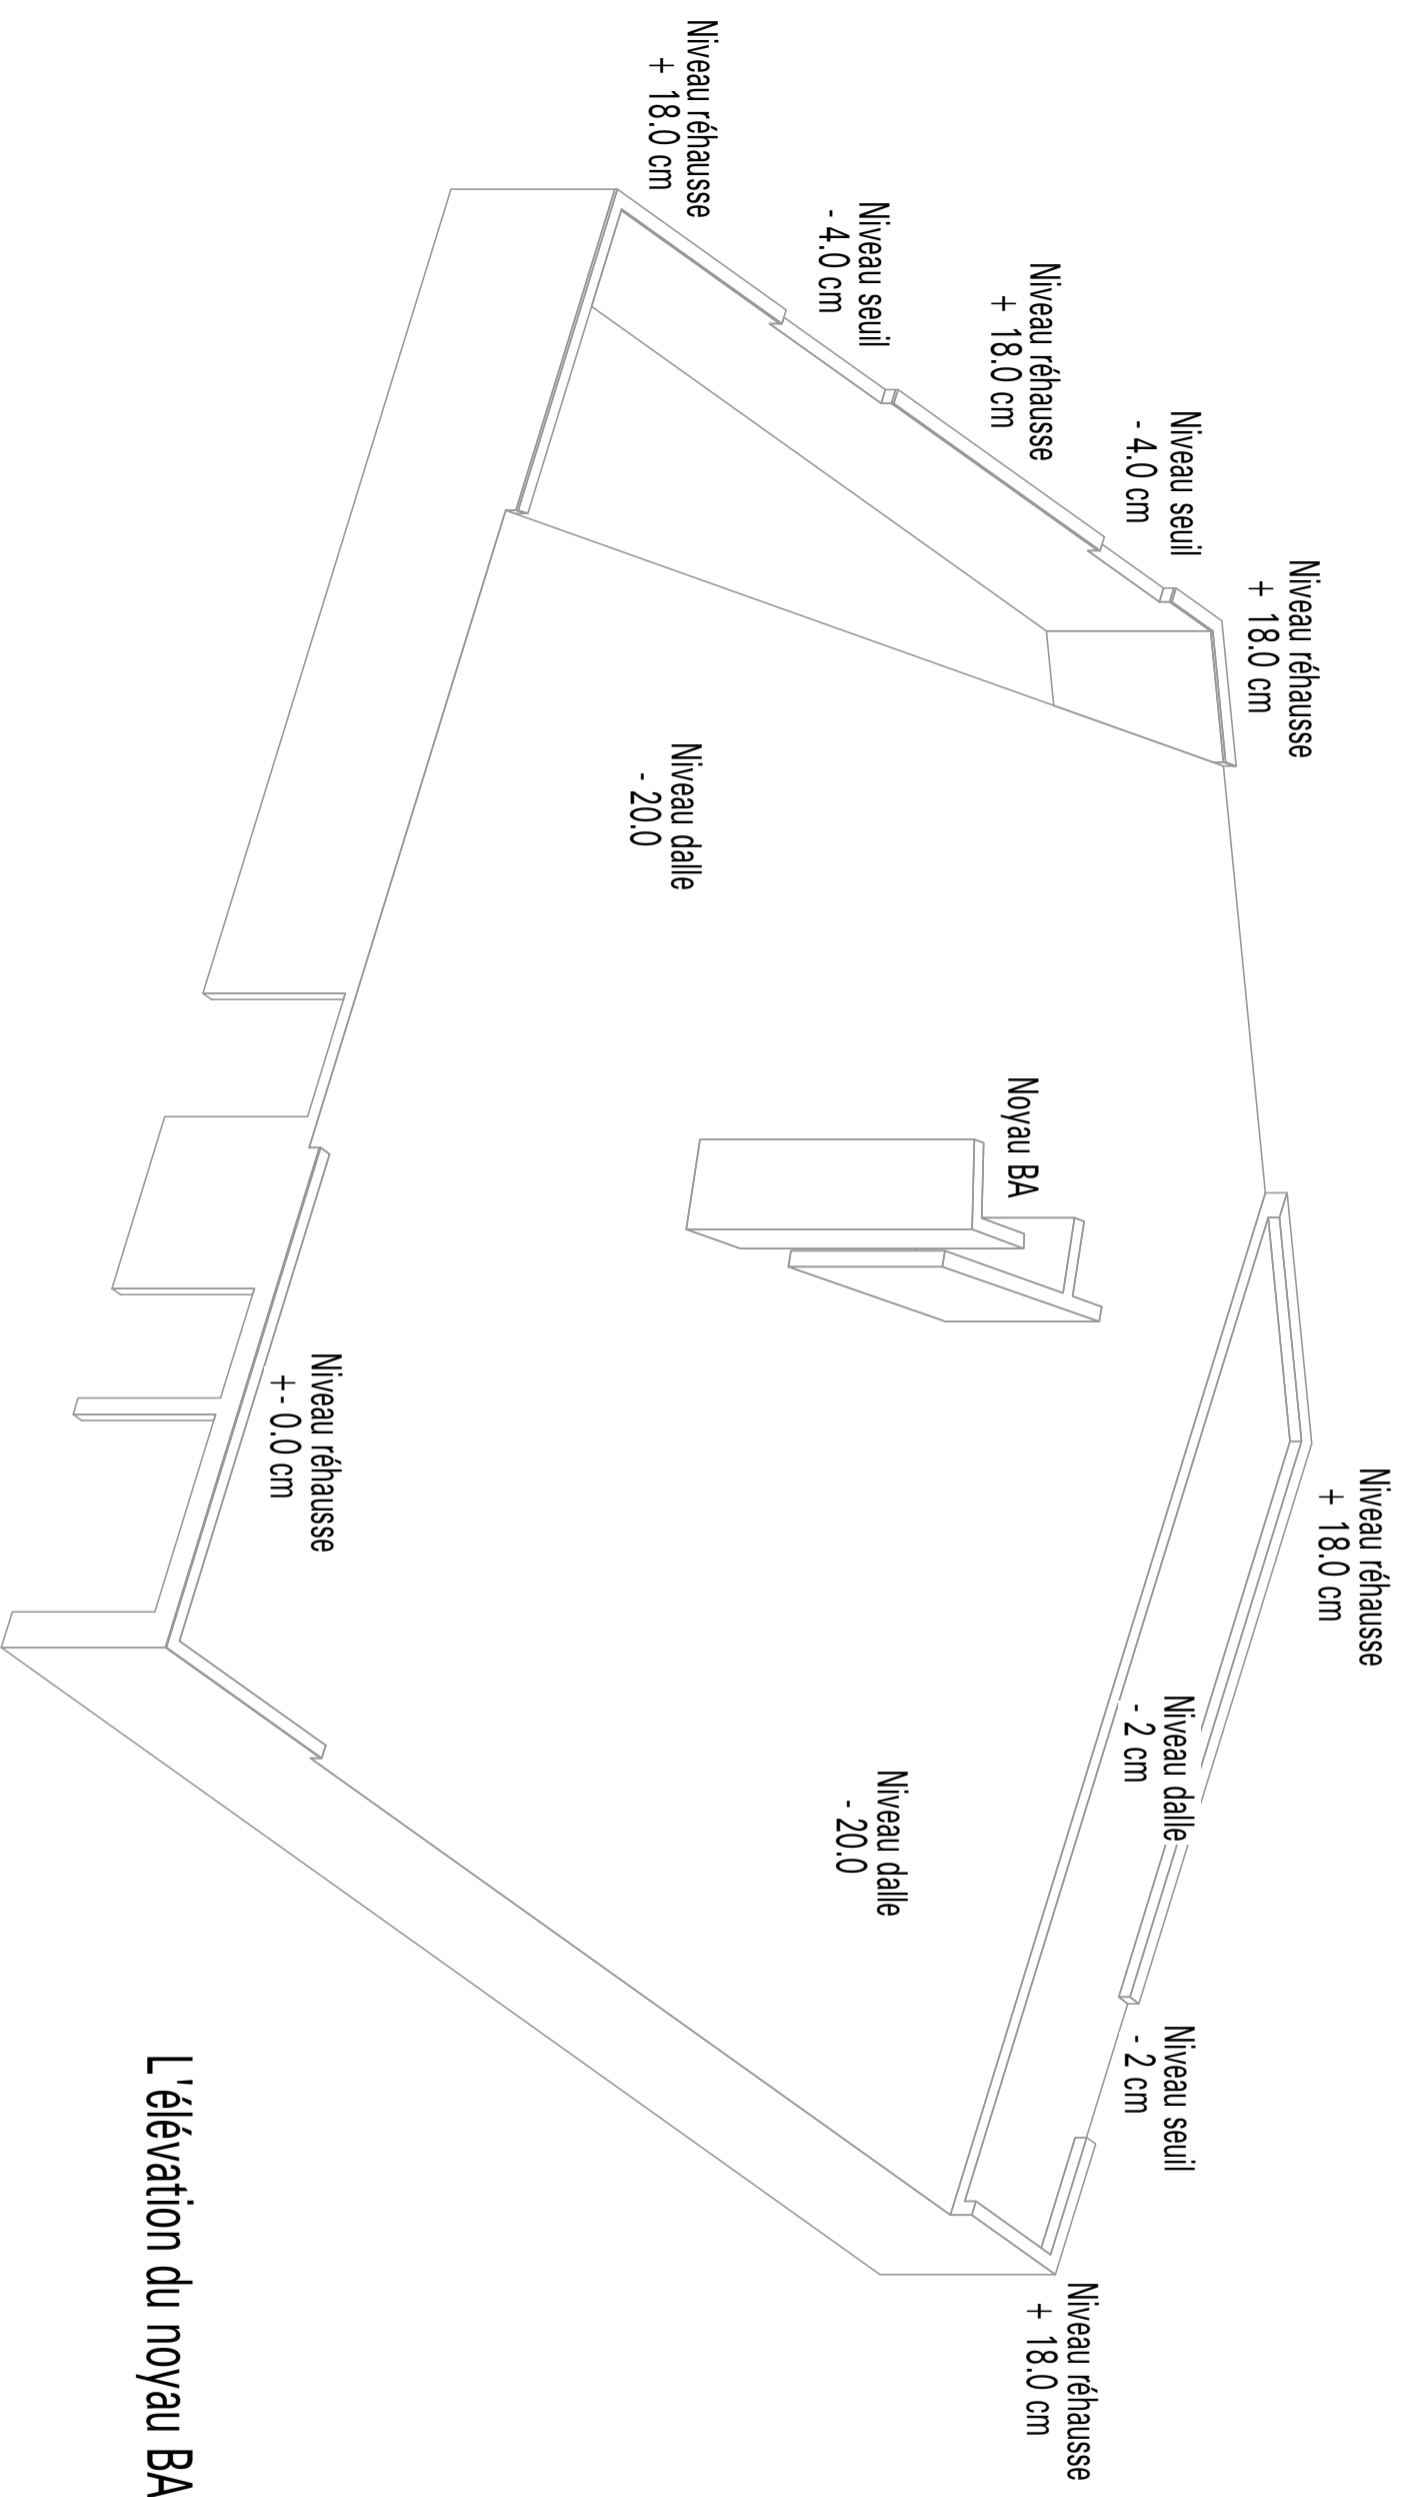 Niveau réhausse
+ 18.0 cm
Niveau seuil
- 4.0 cm
Niveau réhausse
+ 18.0 cm
Niveau seuil
- 4.0 cm
Niveau réhausse
+ 18.0 cm
Niveau dalle
- 20.0
Noyau BA
Niveau réhausse
+- 0.0 cm
Niveau réhausse
+ 18.0 cm
Niveau dalle
- 2 cm
Niveau dalle
- 20.0
Niveau seuil
- 2 cm
Niveau réhausse
+ 18.0 cm
L'élévation du noyau BA